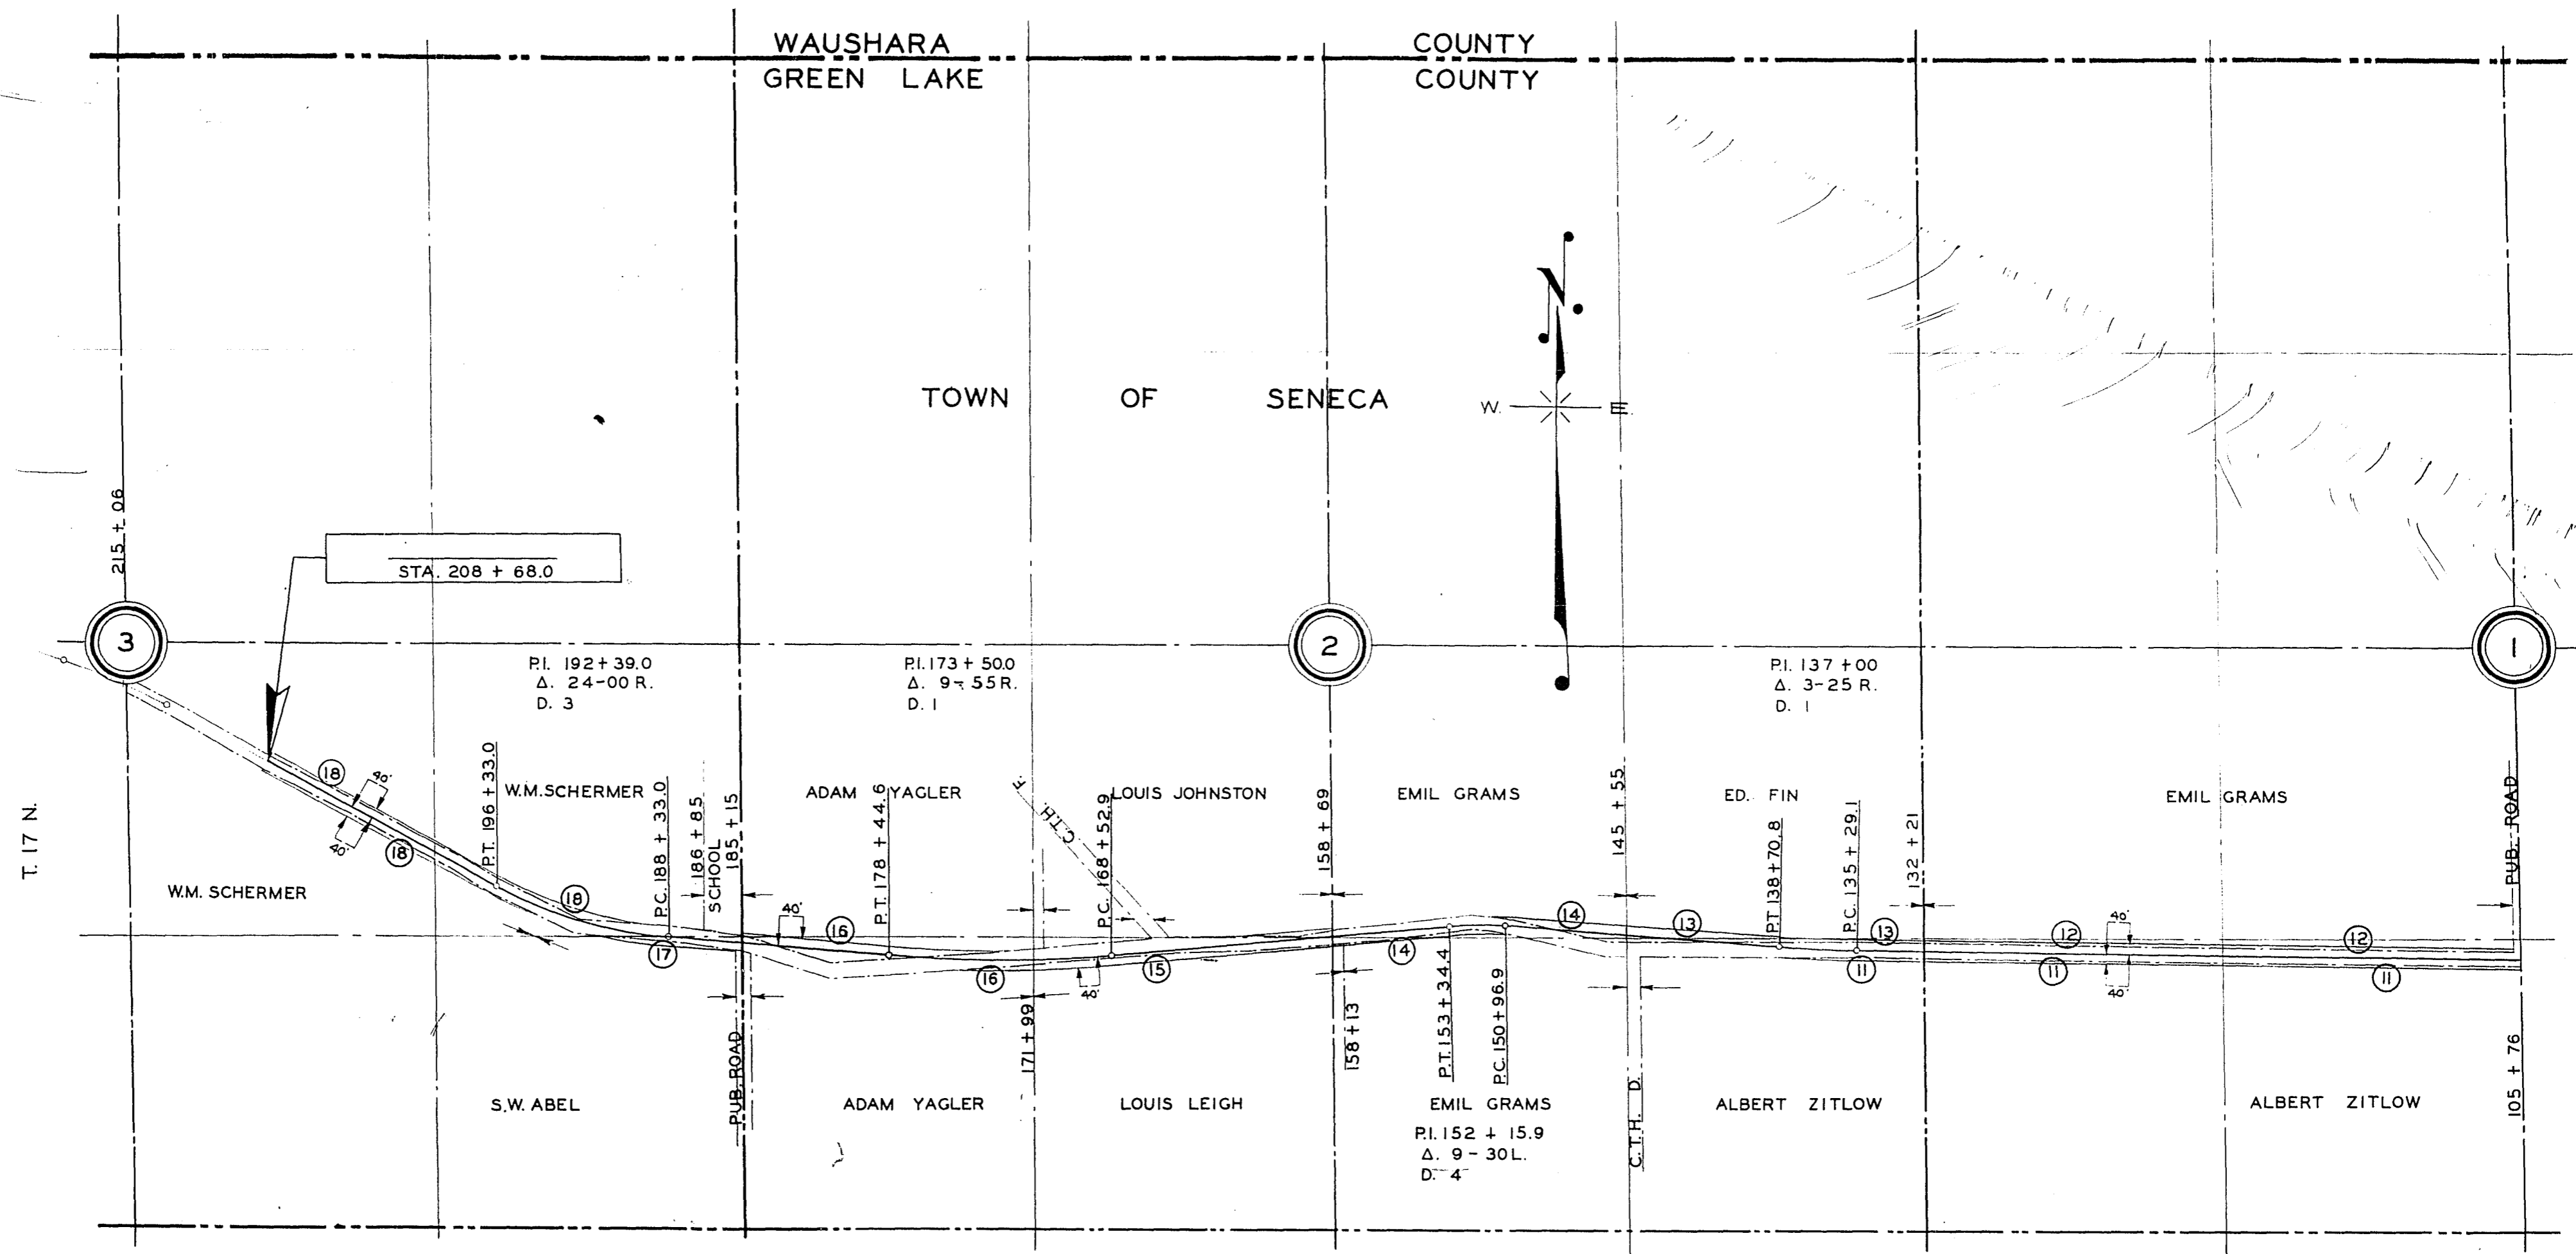 WAUSHARA COUNTY
GREEN LAKE COUNTY
N
TOWN OF SENECA
W. E.
215 + 06
STA. 208 + 68.0
3
2
1
P.I. 192 + 39.0
Δ. 24-00 R.
D. 3
P.I. 173 + 50.0
Δ. 9-55 R.
D. 1
P.I. 137 + 00
Δ. 3-25 R.
D. 1
T. 17 N.
W.M. SCHERMER
W.M. SCHERMER
ADAM YAGLER
LOUIS JOHNSTON
EMIL GRAMS
ED. FIN
EMIL GRAMS
P.T. 196 + 33.0
P.C. 188 + 33.0
186 + 85
SCHOOL
185 + 15
P.T. 178 + 44.6
C.T.H. F.
P.C. 168 + 52.9
158 + 69
145 + 55
P.T. 138 + 70.8
P.C. 135 + 29.1
132 + 21
PUB. ROAD
18
40'
40'
18
18
17
40'
16
16
40'
15
14
14
13
13
11
12
40'
11
40'
12
11
PUB. ROAD
171 + 99
158 + 13
P.T. 153 + 34.4
P.C. 150 + 96.9
C.T.H. D.
105 + 76
S.W. ABEL
ADAM YAGLER
LOUIS LEIGH
EMIL GRAMS
ALBERT ZITLOW
ALBERT ZITLOW
P.I. 152 + 15.9
Δ. 9-30 L.
D. 4